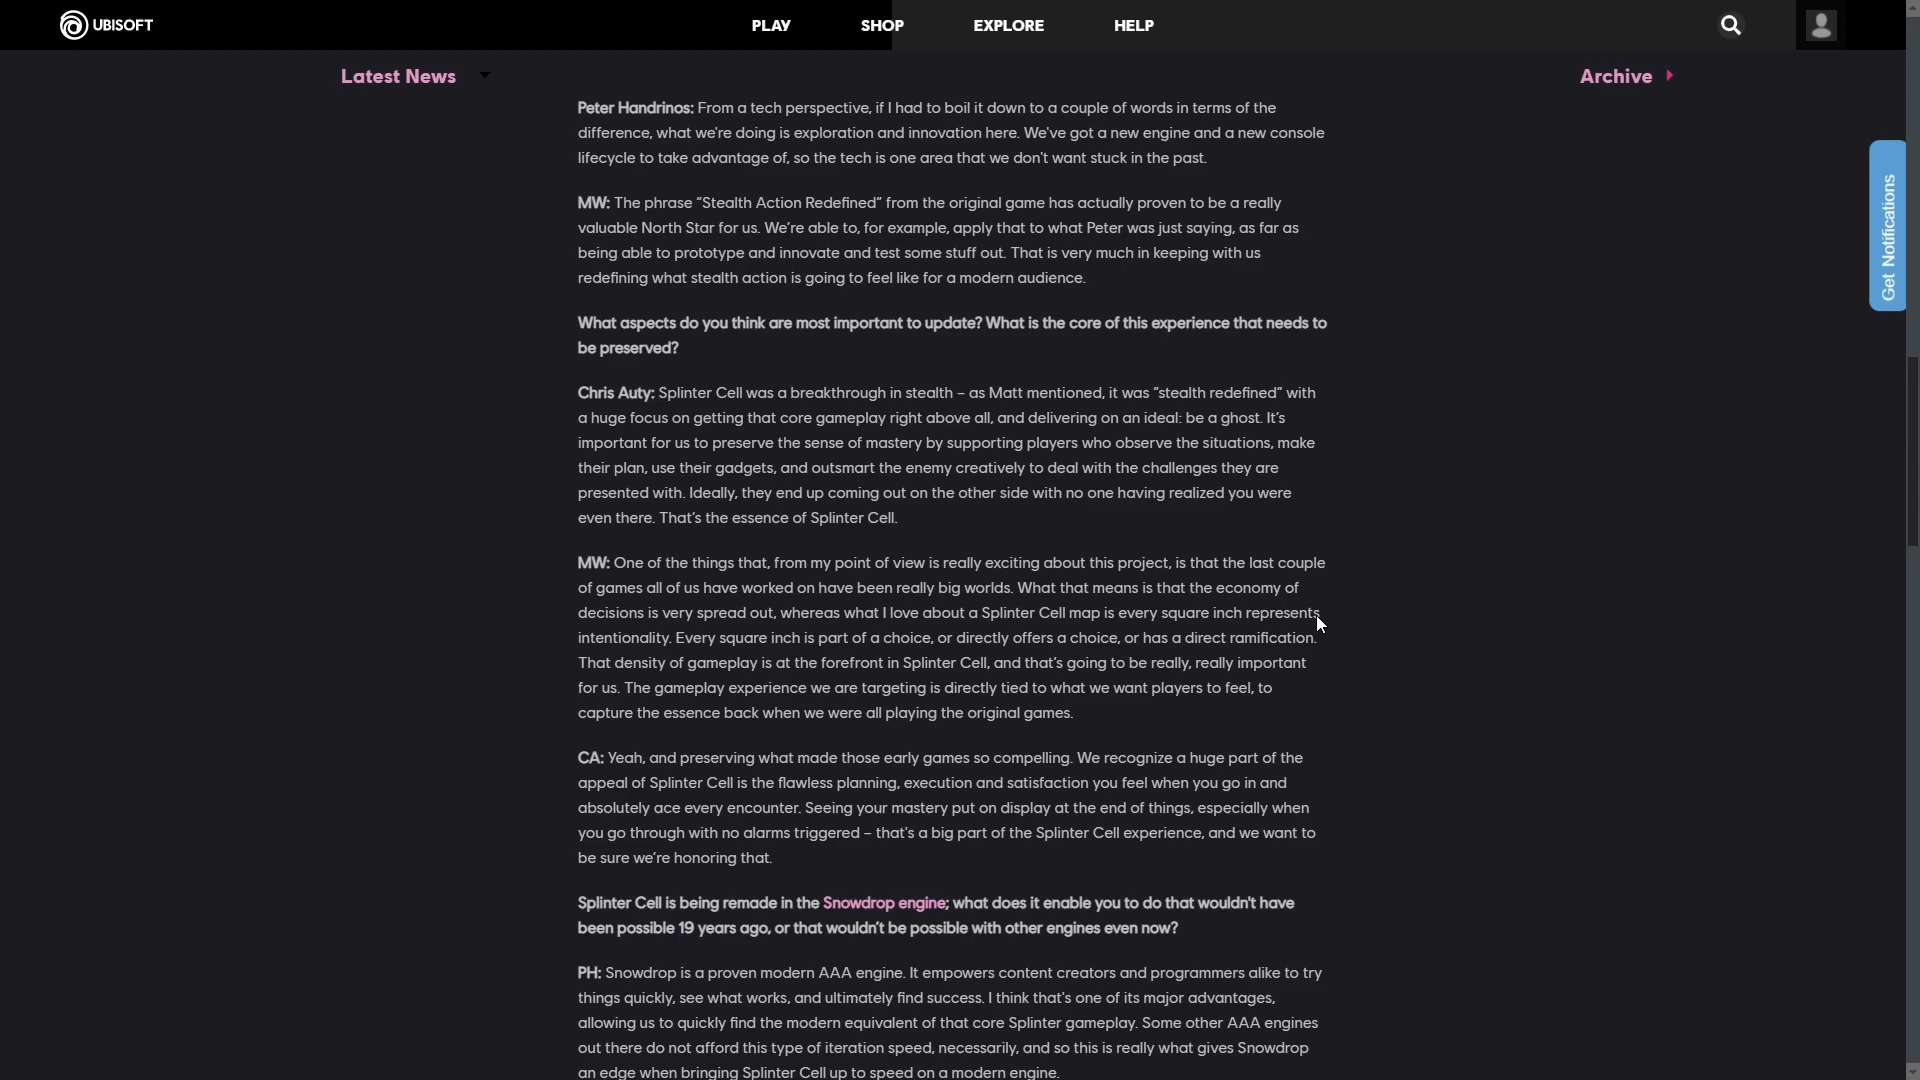 UBISOFT
PLAY
SHOP
EXPLORE
HELP
Latest News
Archive
Get Notifications
Peter Handrinos: From a tech perspective, if I had to boil it down to a couple of words in terms of the
difference, what we're doing is exploration and innovation here. We've got a new engine and a new console
lifecycle to take advantage of, so the tech is one area that we don't want stuck in the past.
MW: The phrase “Stealth Action Redefined” from the original game has actually proven to be a really
valuable North Star for us. We’re able to, for example, apply that to what Peter was just saying, as far as
being able to prototype and innovate and test some stuff out. That is very much in keeping with us
redefining what stealth action is going to feel like for a modern audience.
What aspects do you think are most important to update? What is the core of this experience that needs to
be preserved?
Chris Auty: Splinter Cell was a breakthrough in stealth – as Matt mentioned, it was “stealth redefined” with
a huge focus on getting that core gameplay right above all, and delivering on an ideal: be a ghost. It’s
important for us to preserve the sense of mastery by supporting players who observe the situations, make
their plan, use their gadgets, and outsmart the enemy creatively to deal with the challenges they are
presented with. Ideally, they end up coming out on the other side with no one having realized you were
even there. That’s the essence of Splinter Cell.
MW: One of the things that, from my point of view is really exciting about this project, is that the last couple
of games all of us have worked on have been really big worlds. What that means is that the economy of
decisions is very spread out, whereas what I love about a Splinter Cell map is every square inch represents
intentionality. Every square inch is part of a choice, or directly offers a choice, or has a direct ramification.
That density of gameplay is at the forefront in Splinter Cell, and that’s going to be really, really important
for us. The gameplay experience we are targeting is directly tied to what we want players to feel, to
capture the essence back when we were all playing the original games.
CA: Yeah, and preserving what made those early games so compelling. We recognize a huge part of the
appeal of Splinter Cell is the flawless planning, execution and satisfaction you feel when you go in and
absolutely ace every encounter. Seeing your mastery put on display at the end of things, especially when
you go through with no alarms triggered – that’s a big part of the Splinter Cell experience, and we want to
be sure we’re honoring that.
Splinter Cell is being remade in the Snowdrop engine; what does it enable you to do that wouldn't have
been possible 19 years ago, or that wouldn’t be possible with other engines even now?
PH: Snowdrop is a proven modern AAA engine. It empowers content creators and programmers alike to try
things quickly, see what works, and ultimately find success. I think that's one of its major advantages,
allowing us to quickly find the modern equivalent of that core Splinter gameplay. Some other AAA engines
out there do not afford this type of iteration speed, necessarily, and so this is really what gives Snowdrop
an edge when bringing Splinter Cell up to speed on a modern engine.